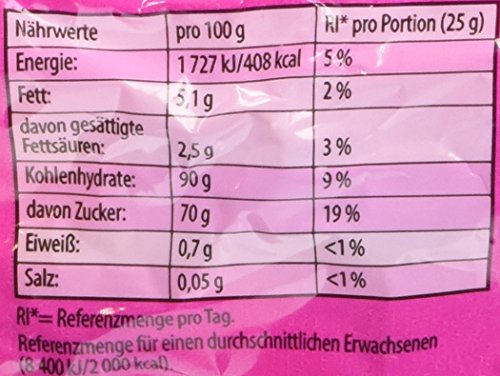 Nährwerte pro 100 g RI* pro Portion (25 g)
Energie: 1 727 kJ/408 kcal 5 %
Fett: 5,1 g 2 %
davon gesättigte
Fettsäuren: 2,5 g 3 %
Kohlenhydrate: 90 g 9 %
davon Zucker: 70 g 19 %
Eiweiß: 0,7 g <1 %
Salz: 0,05 g <1 %
RI*= Referenzmenge pro Tag.
Referenzmenge für einen durchschnittlichen Erwachsenen
(8 400 kJ/2 000 kcal).